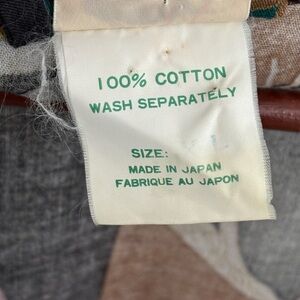 100% COTTON
WASH SEPARATELY
SIZE:
MADE IN JAPAN
FABRIQUE AU JAPON